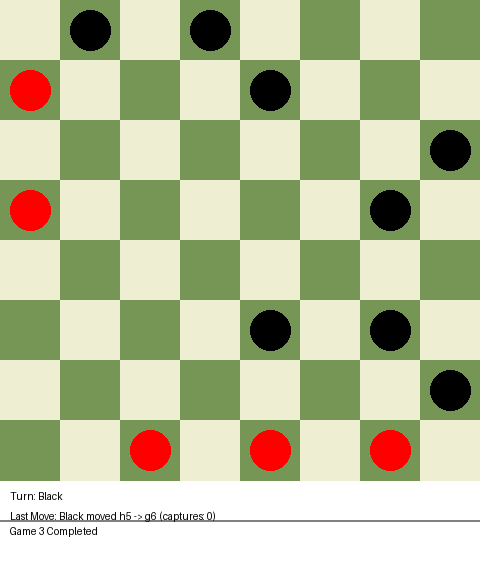 Turn: Black
Last Move: Black moved h5 -> g6 (captures: 0)
Game 3 Completed